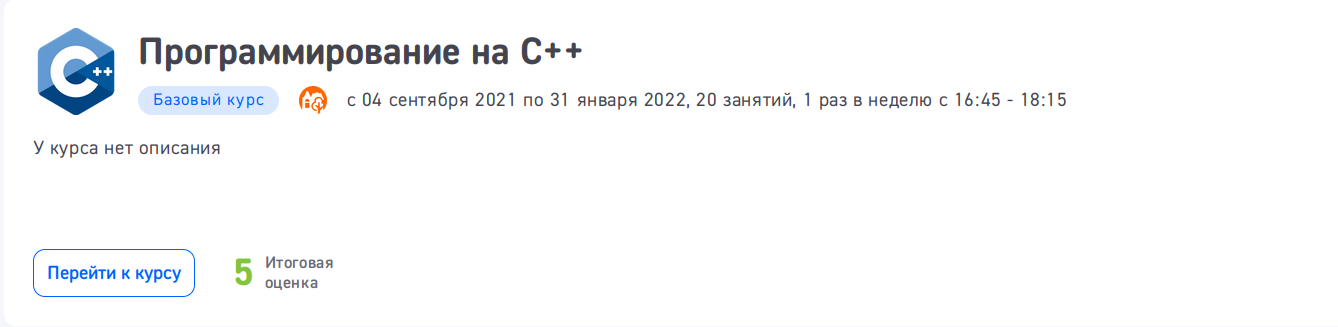 C++
Программирование на C++
Базовый курс
с 04 сентября 2021 по 31 января 2022, 20 занятий, 1 раз в неделю с 16:45 - 18:15
У курса нет описания
Перейти к курсу
5
Итоговая
оценка